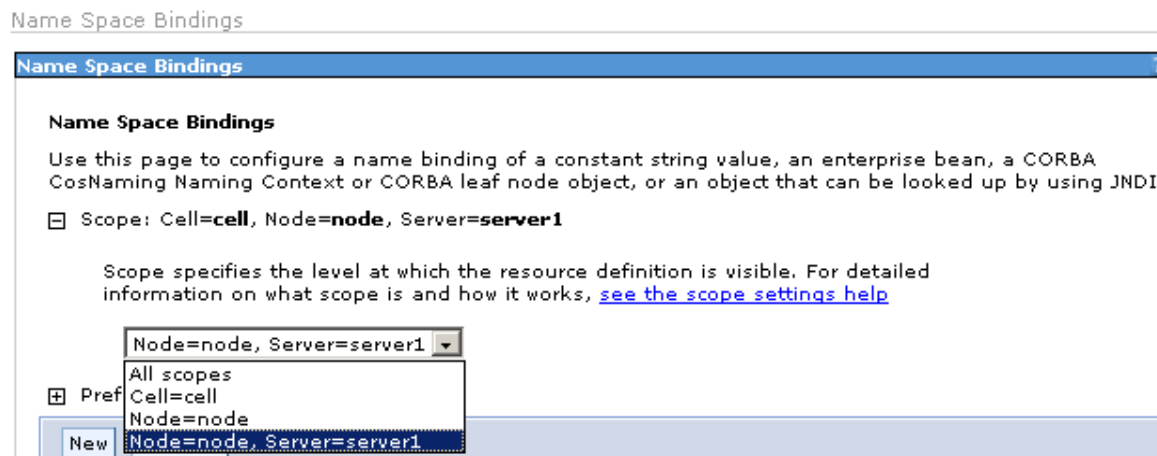 Name Space Bindings
Name Space Bindings
Name Space Bindings
Use this page to configure a name binding of a constant string value, an enterprise bean, a CORBA
CosNaming Naming Context or CORBA leaf node object, or an object that can be looked up by using JNDI
Scope: Cell=cell, Node=node, Server=server1
Scope specifies the level at which the resource definition is visible. For detailed
information on what scope is and how it works, see the scope settings help
Node=node, Server=server1
All scopes
Pref Cell=cell
Node=node
New Node=node, Server=server1